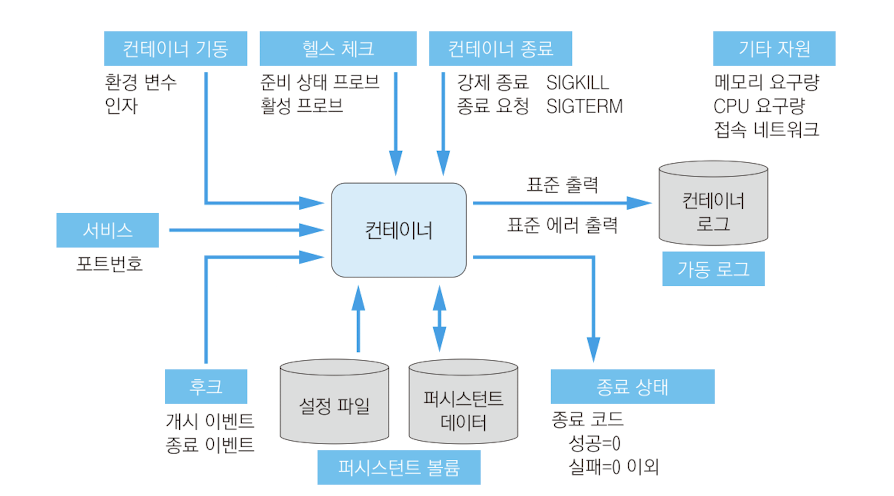 컨테이너 기동
환경 변수
인자
헬스 체크
준비 상태 프로브
활성 프로브
컨테이너 종료
강제 종료 SIGKILL
종료 요청 SIGTERM
기타 자원
메모리 요구량
CPU 요구량
접속 네트워크
서비스
포트번호
컨테이너
표준 출력
표준 에러 출력
컨테이너
로그
가동 로그
후크
개시 이벤트
종료 이벤트
설정 파일
퍼시스턴트
데이터
퍼시스턴트 볼륨
종료 상태
종료 코드
성공=0
실패=0 이외